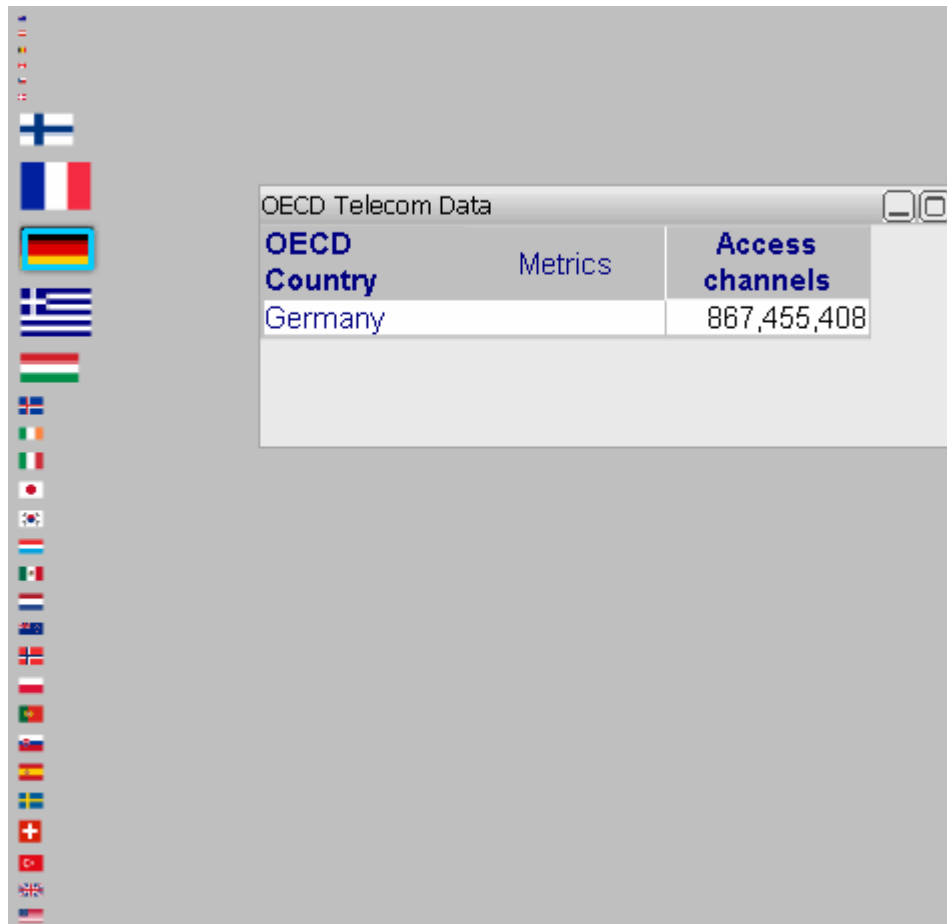 OECD Telecom Data
OECD Country Metrics Access channels
Germany 867,455,408